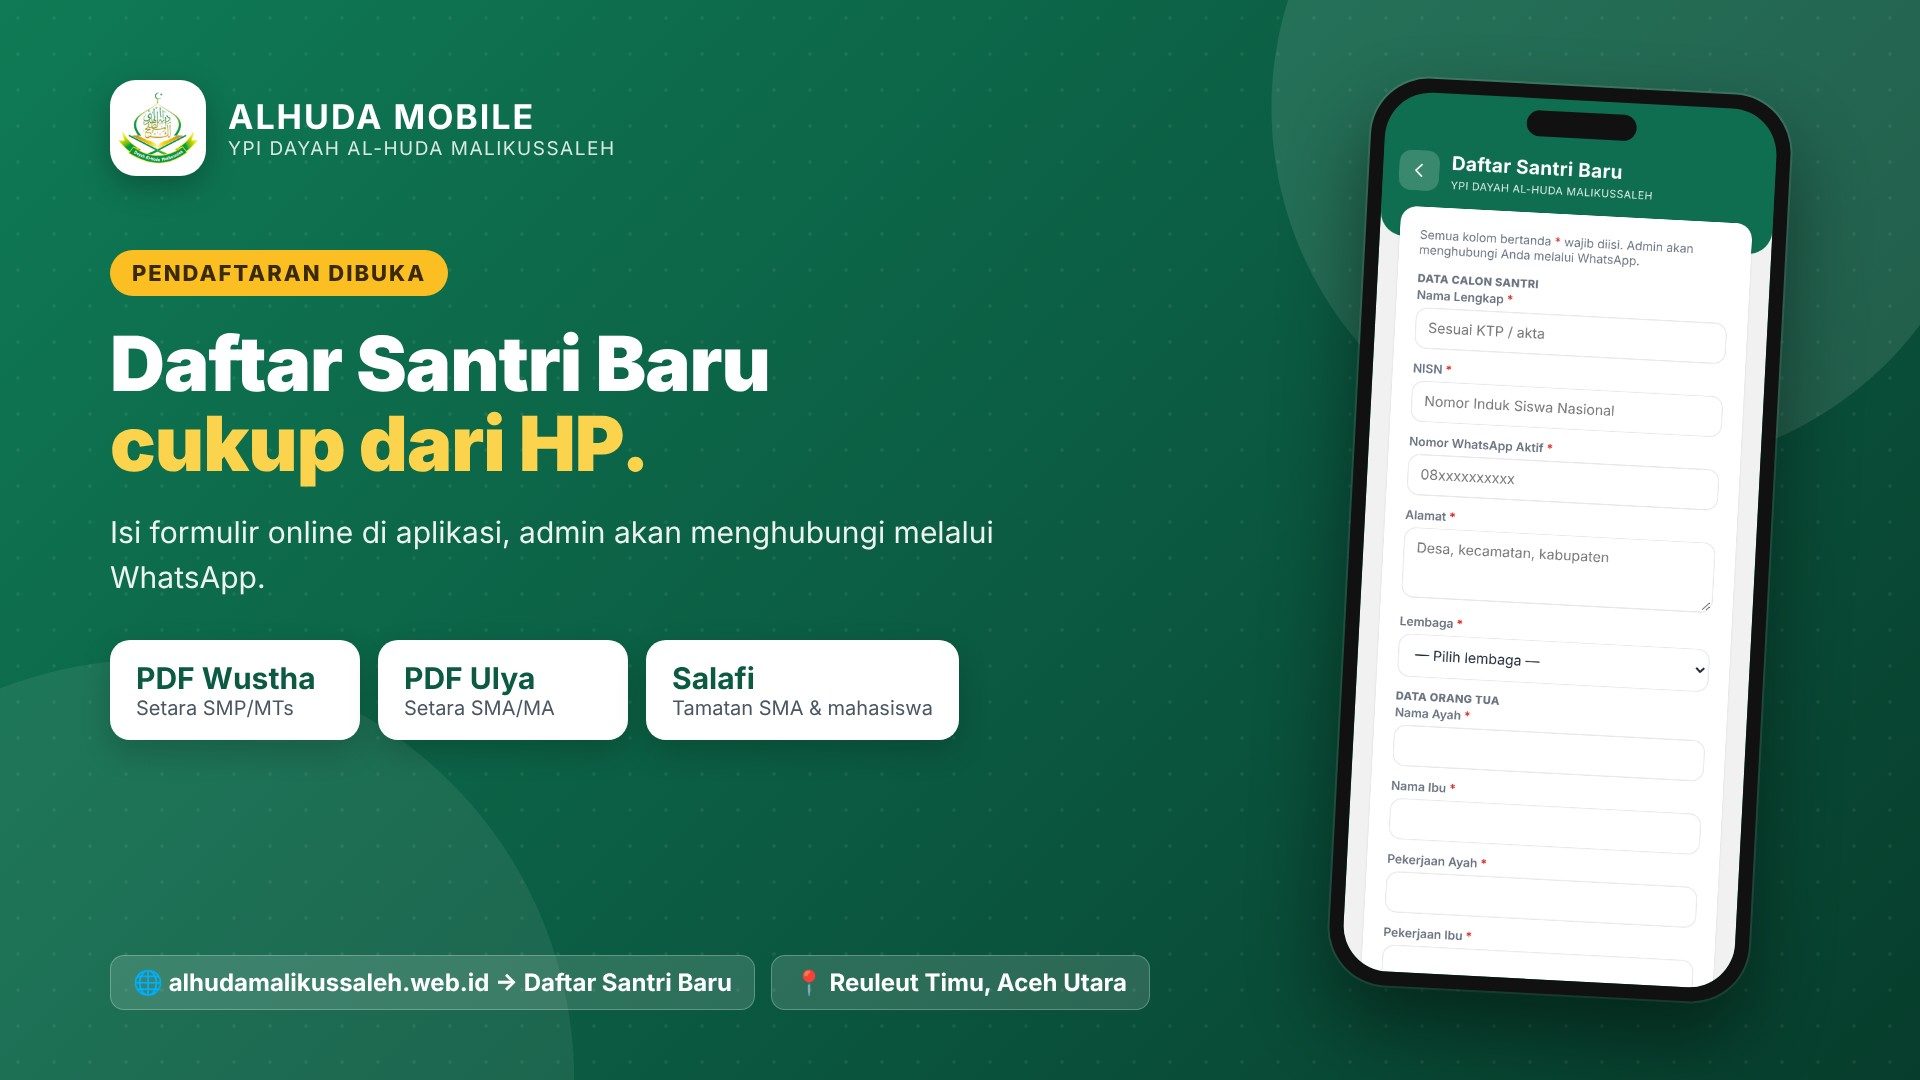 ALHUDA MOBILE
YPI DAYAH AL-HUDA MALIKUSSALEH
PENDAFTARAN DIBUKA
Daftar Santri Baru
cukup dari HP.
Isi formulir online di aplikasi, admin akan menghubungi melalui
WhatsApp.
PDF Wustha
Setara SMP/MTs
PDF Ulya
Setara SMA/MA
Salafi
Tamatan SMA & mahasiswa
🌐 alhudamalikussaleh.web.id → Daftar Santri Baru
📍 Reuleut Timu, Aceh Utara
Daftar Santri Baru
YPI DAYAH AL-HUDA MALIKUSSALEH
Semua kolom bertanda * wajib diisi. Admin akan
menghubungi Anda melalui WhatsApp.
DATA CALON SANTRI
Nama Lengkap *
Sesuai KTP / akta
NISN *
Nomor Induk Siswa Nasional
Nomor WhatsApp Aktif *
08xxxxxxxxxx
Alamat *
Desa, kecamatan, kabupaten
Lembaga *
— Pilih lembaga —
DATA ORANG TUA
Nama Ayah *
Nama Ibu *
Pekerjaan Ayah *
Pekerjaan Ibu *